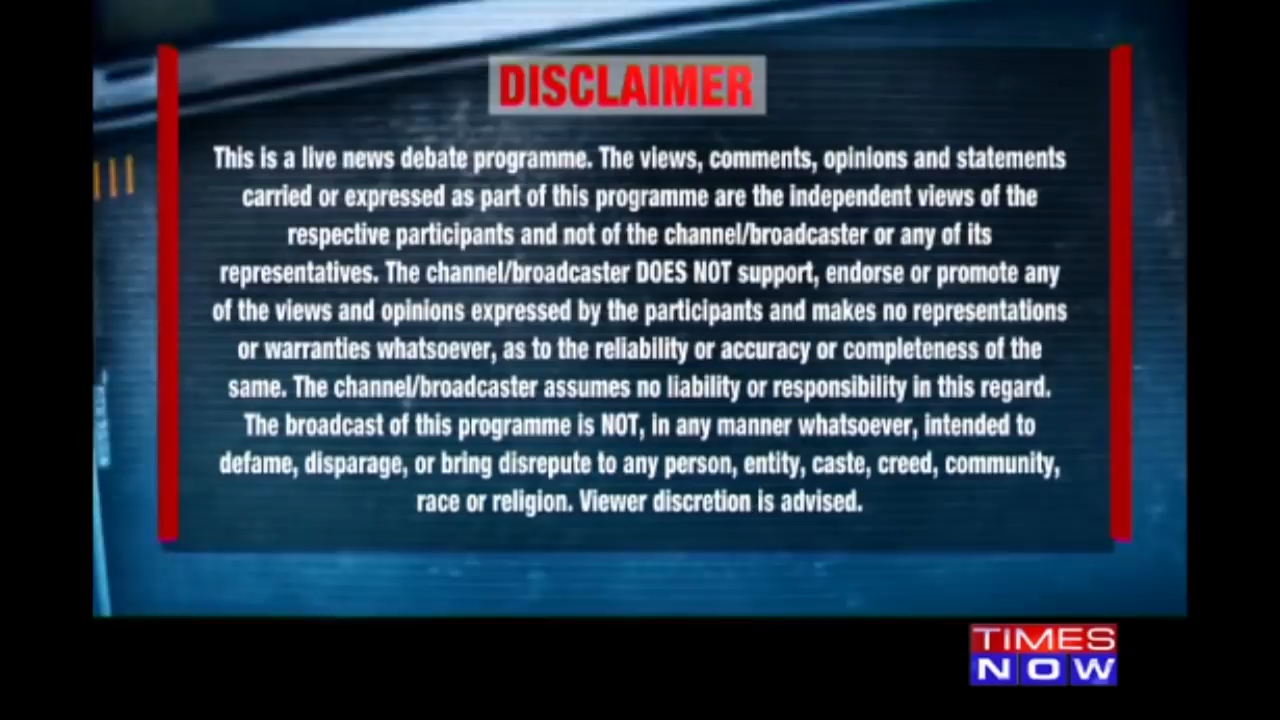 DISCLAIMER
This is a live news debate programme. The views, comments, opinions and statements
carried or expressed as part of this programme are the independent views of the
respective participants and not of the channel/broadcaster or any of its
representatives. The channel/broadcaster DOES NOT support, endorse or promote any
of the views and opinions expressed by the participants and makes no representations
or warranties whatsoever, as to the reliability or accuracy or completeness of the
same. The channel/broadcaster assumes no liability or responsibility in this regard.
The broadcast of this programme is NOT, in any manner whatsoever, intended to
defame, disparage, or bring disrepute to any person, entity, caste, creed, community,
race or religion. Viewer discretion is advised.
TIMES
NOW